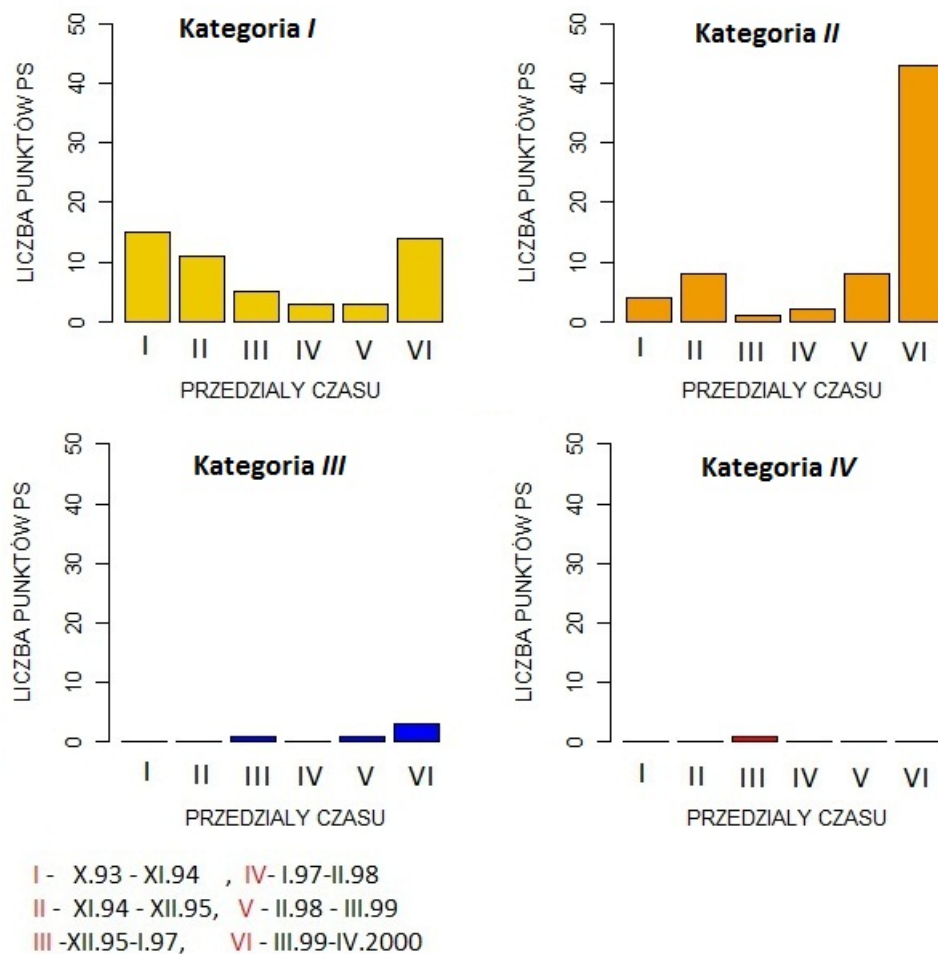 Kategoria I
LICZBA PUNKTÓW PS
50
40
30
20
10
0
I II III IV V VI
PRZEDZIALY CZASU
Kategoria II
LICZBA PUNKTÓW PS
50
40
30
20
10
0
I II III IV V VI
PRZEDZIALY CZASU
Kategoria III
LICZBA PUNKTÓW PS
50
40
30
20
10
0
I II III IV V VI
PRZEDZIALY CZASU
Kategoria IV
LICZBA PUNKTÓW PS
50
40
30
20
10
0
I II III IV V VI
PRZEDZIALY CZASU
I - X.93 - XI.94 , IV- I.97-II.98
II - XI.94 - XII.95, V - II.98 - III.99
III -XII.95-I.97, VI - III.99-IV.2000